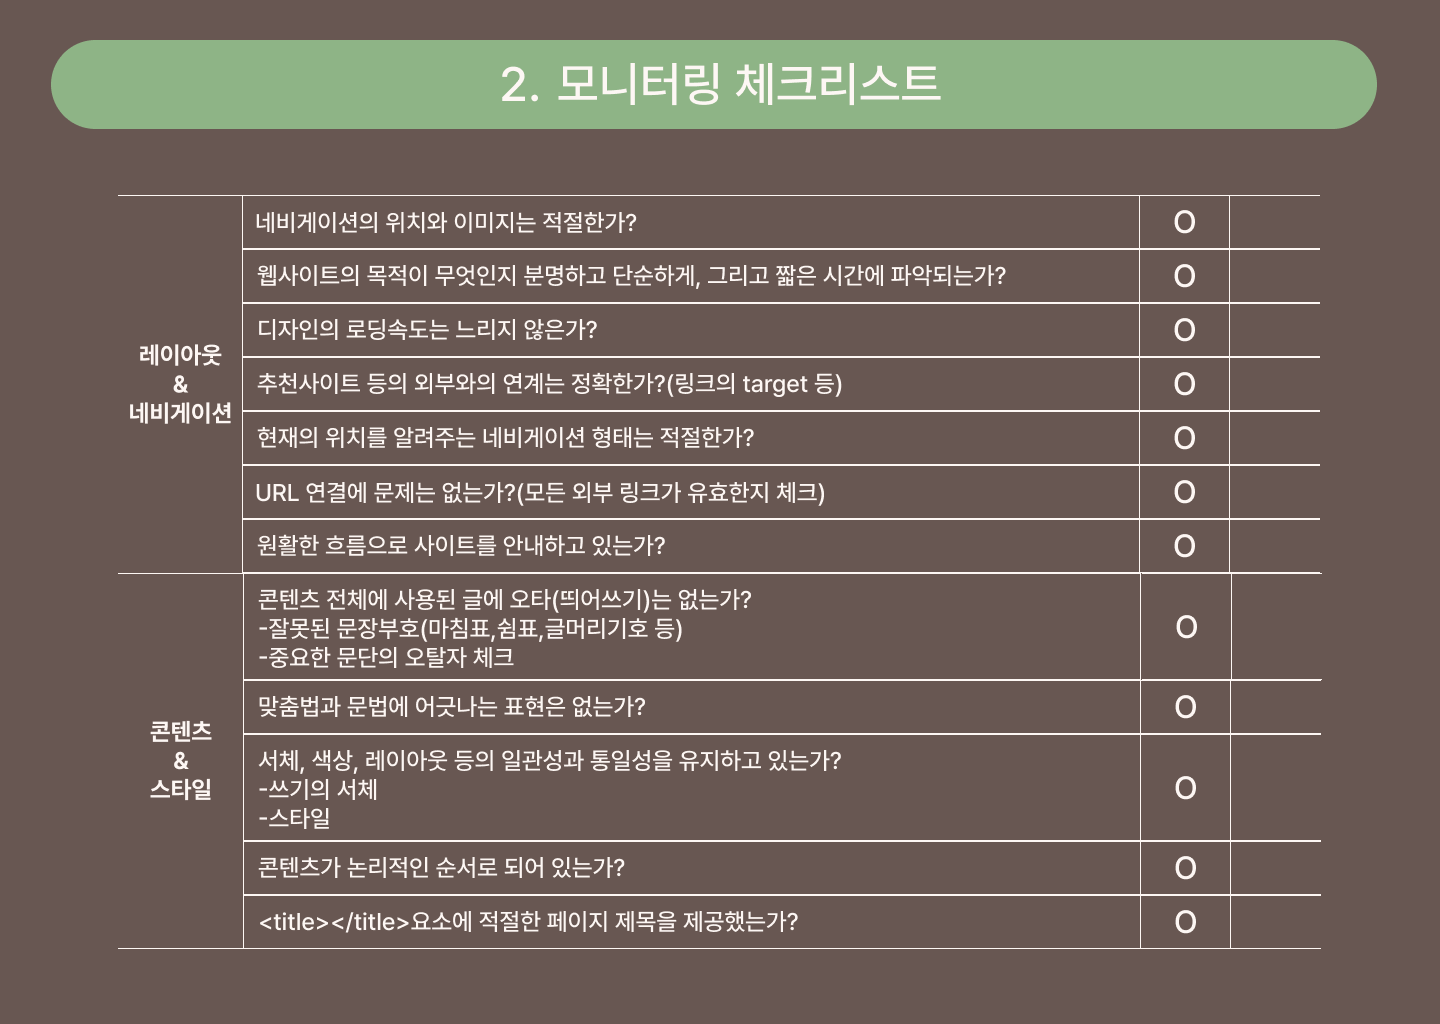 2. 모니터링 체크리스트
레이아웃
&
네비게이션
네비게이션의 위치와 이미지는 적절한가? O
웹사이트의 목적이 무엇인지 분명하고 단순하게, 그리고 짧은 시간에 파악되는가? O
디자인의 로딩속도는 느리지 않은가? O
추천사이트 등의 외부와의 연계는 정확한가?(링크의 target 등) O
현재의 위치를 알려주는 네비게이션 형태는 적절한가? O
URL 연결에 문제는 없는가?(모든 외부 링크가 유효한지 체크) O
원활한 흐름으로 사이트를 안내하고 있는가? O
콘텐츠
&
스타일
콘텐츠 전체에 사용된 글에 오타(띄어쓰기)는 없는가? O
-잘못된 문장부호(마침표,쉼표,글머리기호 등)
-중요한 문단의 오탈자 체크
맞춤법과 문법에 어긋나는 표현은 없는가? O
서체, 색상, 레이아웃 등의 일관성과 통일성을 유지하고 있는가? O
-쓰기의 서체
-스타일
콘텐츠가 논리적인 순서로 되어 있는가? O
<title></title>요소에 적절한 페이지 제목을 제공했는가? O